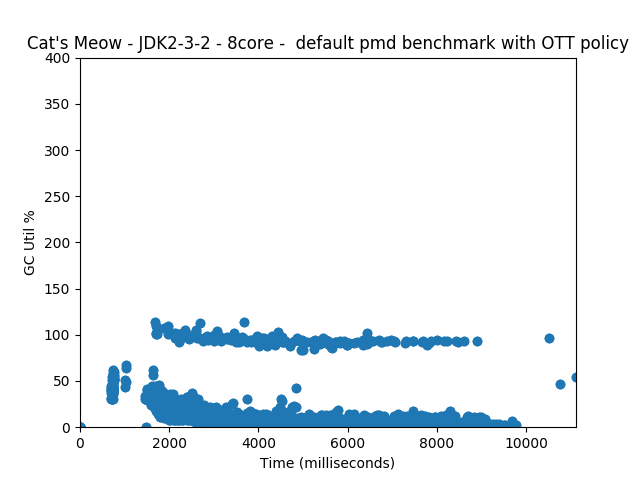 Cat's Meow - JDK2-3-2 - 8core -  default pmd benchmark with OTT policy
400
350
300
250
200
150
100
50
0
GC Util %
0 2000 4000 6000 8000 10000
Time (milliseconds)